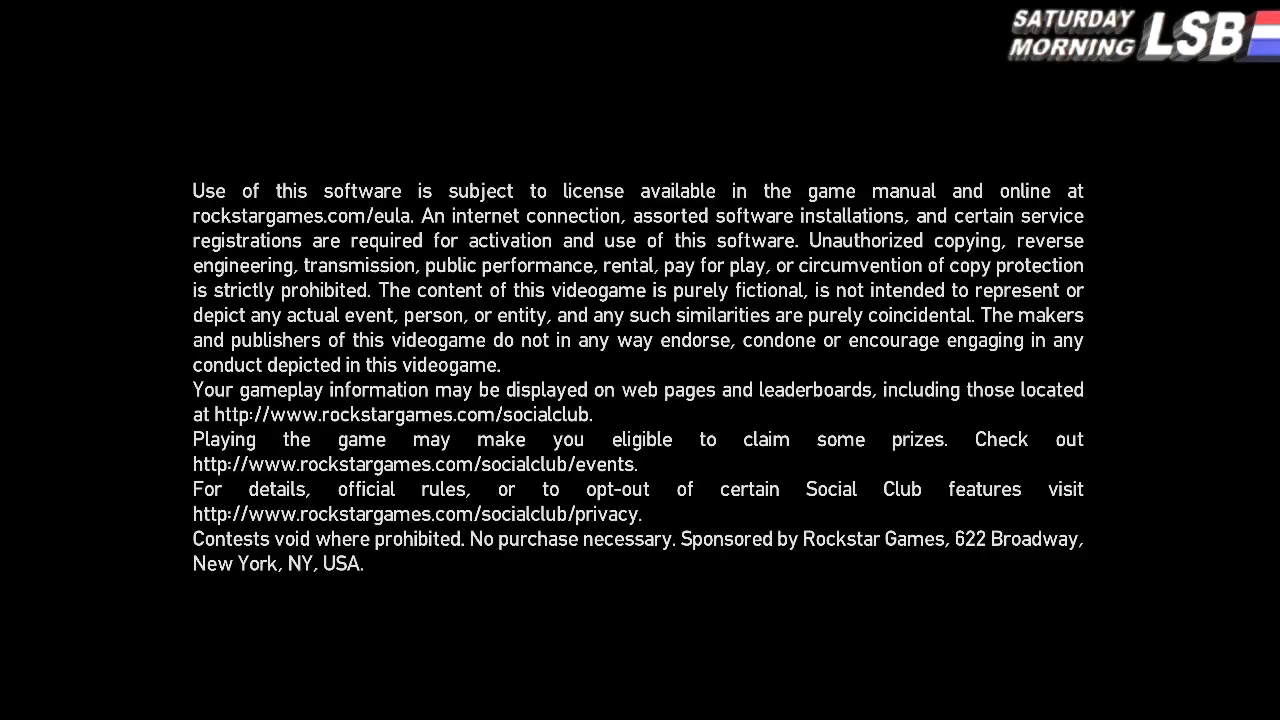 SATURDAY
MORNING
LSB
Use of this software is subject to license available in the game manual and online at
rockstargames.com/eula. An internet connection, assorted software installations, and certain service
registrations are required for activation and use of this software. Unauthorized copying, reverse
engineering, transmission, public performance, rental, pay for play, or circumvention of copy protection
is strictly prohibited. The content of this videogame is purely fictional, is not intended to represent or
depict any actual event, person, or entity, and any such similarities are purely coincidental. The makers
and publishers of this videogame do not in any way endorse, condone or encourage engaging in any
conduct depicted in this videogame.
Your gameplay information may be displayed on web pages and leaderboards, including those located
at http://www.rockstargames.com/socialclub.
Playing the game may make you eligible to claim some prizes. Check out
http://www.rockstargames.com/socialclub/events.
For details, official rules, or to opt-out of certain Social Club features visit
http://www.rockstargames.com/socialclub/privacy.
Contests void where prohibited. No purchase necessary. Sponsored by Rockstar Games, 622 Broadway,
New York, NY, USA.